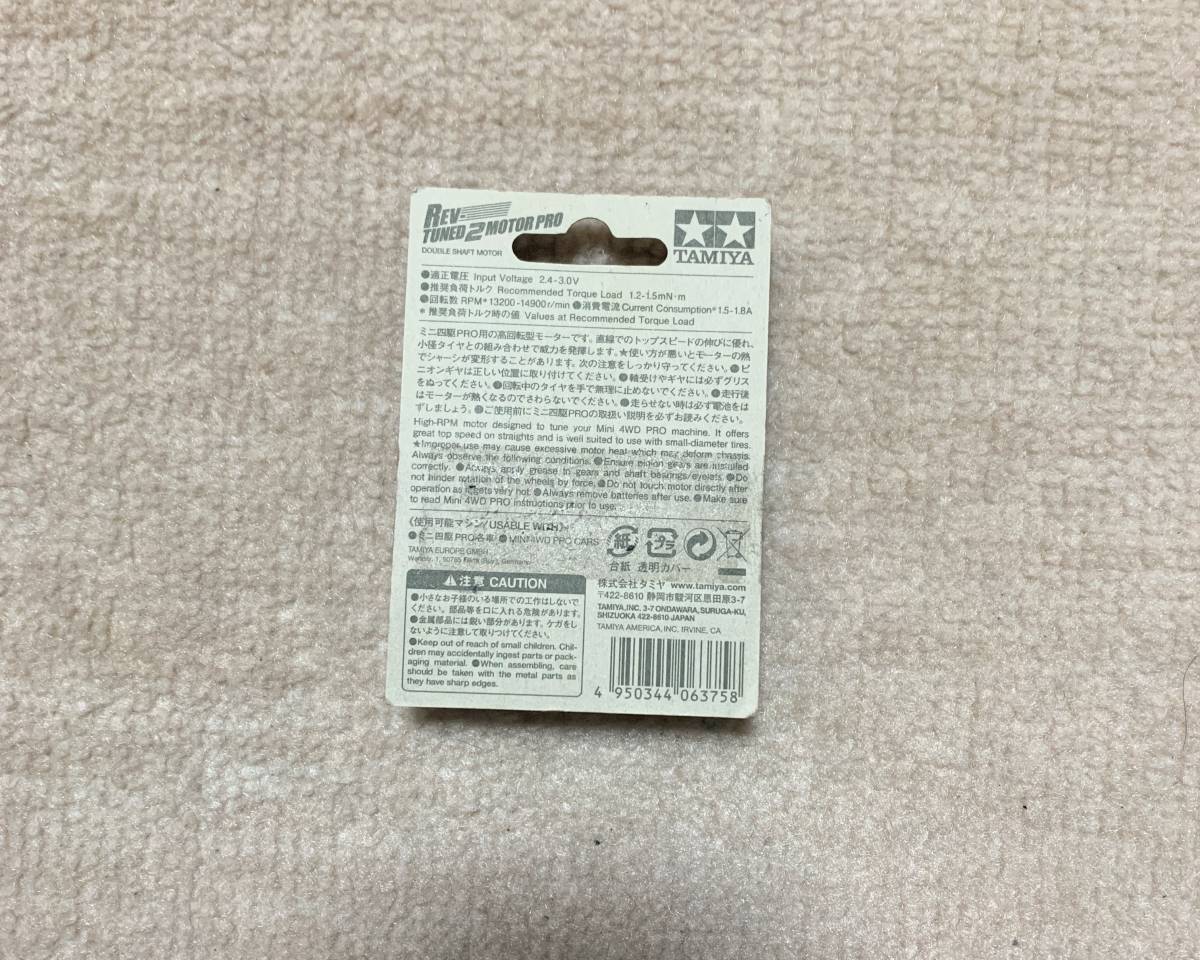 REV-
TUNED 2 MOTOR PRO
DOUBLE SHAFT MOTOR
TAMIYA
●適正電圧 Input Voltage 2.4-3.0V
●推奨負荷トルク Recommended Torque Load 1.2-1.5mN·m
●回転数 RPM*13200-14900r/min ●消費電流 Current Consumption*1.5-1.8A
* 推奨負荷トルク時の値 Values at Recommended Torque Load
ミニ四駆PRO用の高回転型モーターです。直線でのトップスピードの伸びに優れ、
小径タイヤとの組み合わせで威力を発揮します。★使い方が悪いとモーターの熱
でシャーシが変形することがあります。次の注意をしっかり守ってください。●ピ
ニオンギヤは正しい位置に取り付けてください。●軸受けやギヤには必ずグリス
をぬってください。●回転中のタイヤを手で無理に止めないでください。●走行後
はモーターが熱くなるのでさわらないでください。●走らせない時は必ず電池をは
ずしましょう。●ご使用前にミニ四駆PROの取扱い説明を必ずお読みください。
High-RPM motor designed to tune your Mini 4WD PRO machine. It offers
great top speed on straights and is well suited to use with small-diameter tires.
★Improper use may cause excessive motor heat which may deform chassis.
Always observe the following conditions. ●Ensure pinion gears are installed
correctly. ●Always apply grease to gears and shaft bearings/eyelets. ●Do
not hinder rotation of the wheels by force. ●Do not touch motor directly after
operation as it gets very hot. ●Always remove batteries after use. ●Make sure
to read Mini 4WD PRO instructions prior to use.
《使用可能マシン/USABLE WITH》
●ミニ四駆PRO各車 ●MINI 4WD PRO CARS
TAMIYA EUROPE GMBH
Werkstr. 1, 90765 Fürth (Bay), Germany
紙 プラ
台紙 透明カバー
注意 CAUTION
●小さなお子様のいる場所での工作はしないで
ください。部品等を口に入れる危険があります。
●金属部品には鋭い部分があります。ケガをし
ないように注意して取りつけてください。
●Keep out of reach of small children. Chil-
dren may accidentally ingest parts or pack-
aging material. ●When assembling, care
should be taken with the metal parts as
they have sharp edges.
株式会社タミヤ www.tamiya.com
〒422-8610 静岡市駿河区恩田原3-7
TAMIYA,INC. 3-7 ONDAWARA, SURUGA-KU,
SHIZUOKA 422-8610 JAPAN
TAMIYA AMERICA, INC. IRVINE, CA
4 950344 063758